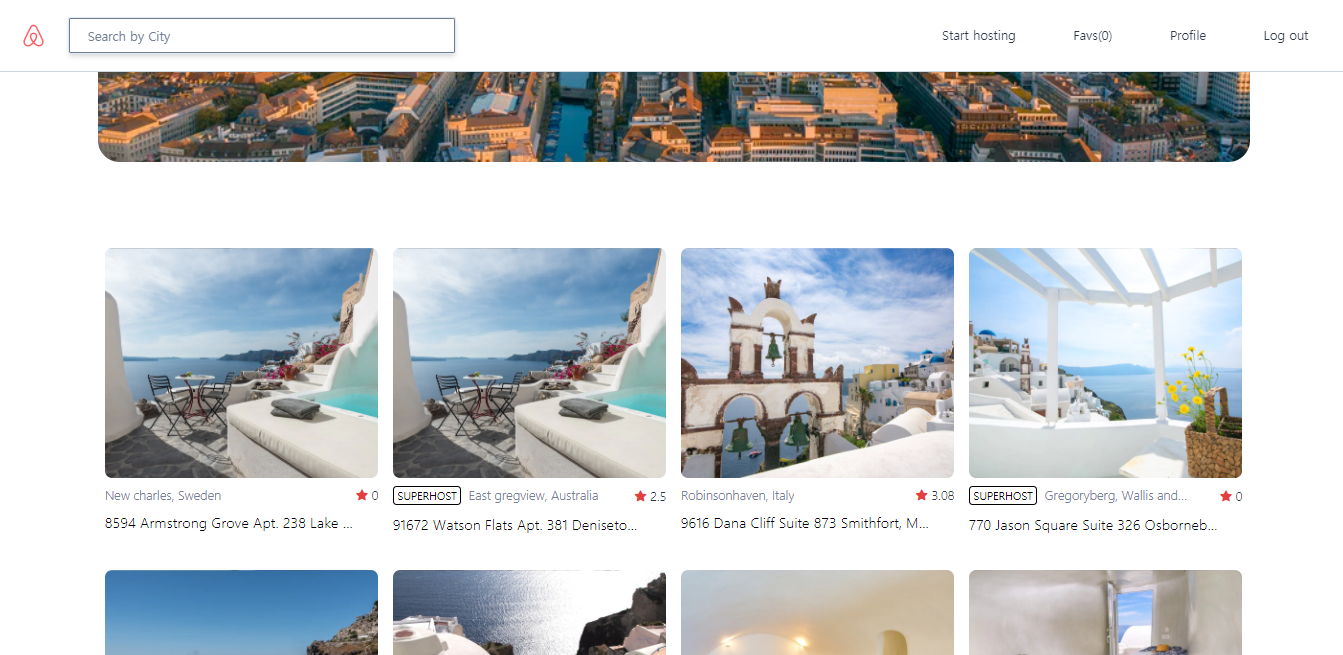 Search by City
Start hosting
Favs(0)
Profile
Log out
New charles, Sweden
0
8594 Armstrong Grove Apt. 238 Lake ...
SUPERHOST
East gregview, Australia
2.5
91672 Watson Flats Apt. 381 Deniseto...
Robinsonhaven, Italy
3.08
9616 Dana Cliff Suite 873 Smithfort, M...
SUPERHOST
Gregoryberg, Wallis and...
0
770 Jason Square Suite 326 Osborneb...